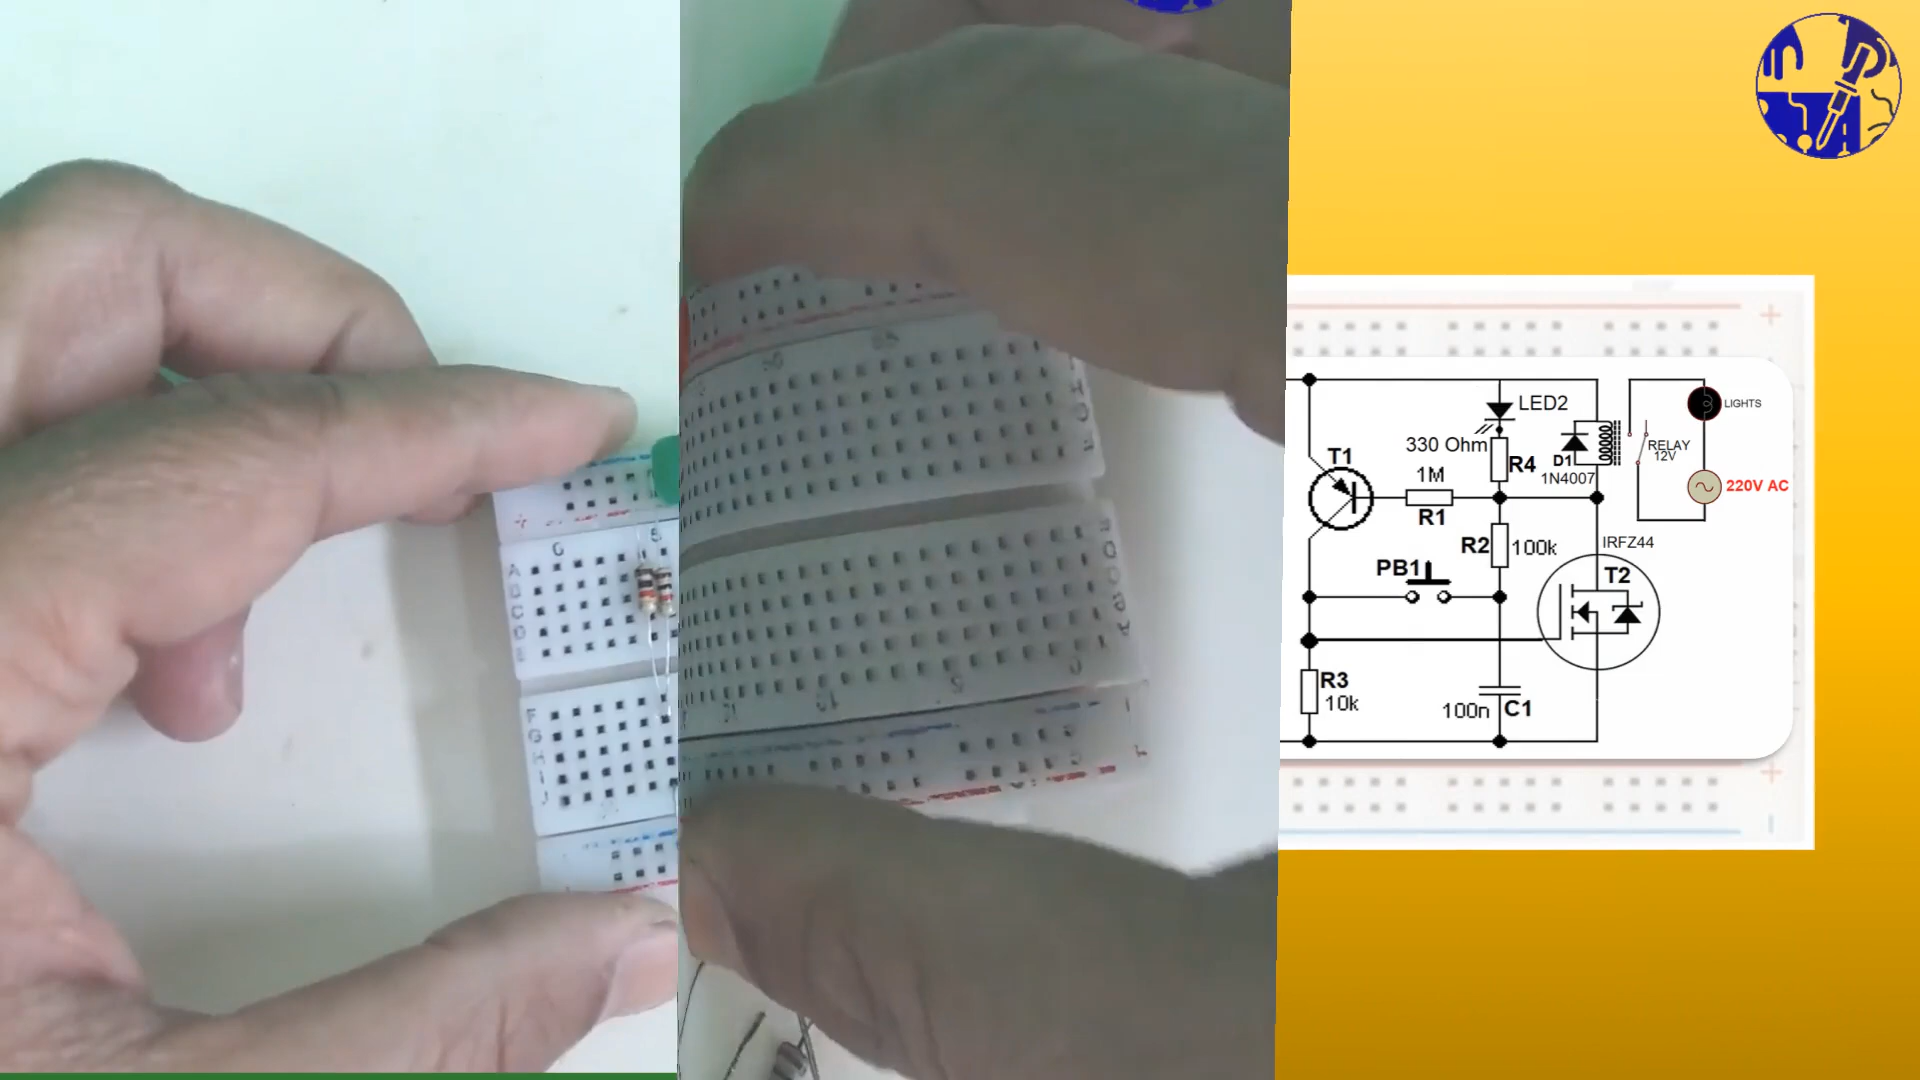 LED2
330 Ohm
R4
T1
1M
R1
D1
1N4007
RELAY
12V
LIGHTS
220V AC
R2
100k
IRFZ44
T2
PB1
R3
10k
100n
C1
A
B
C
D
E
F
G
H
I
J